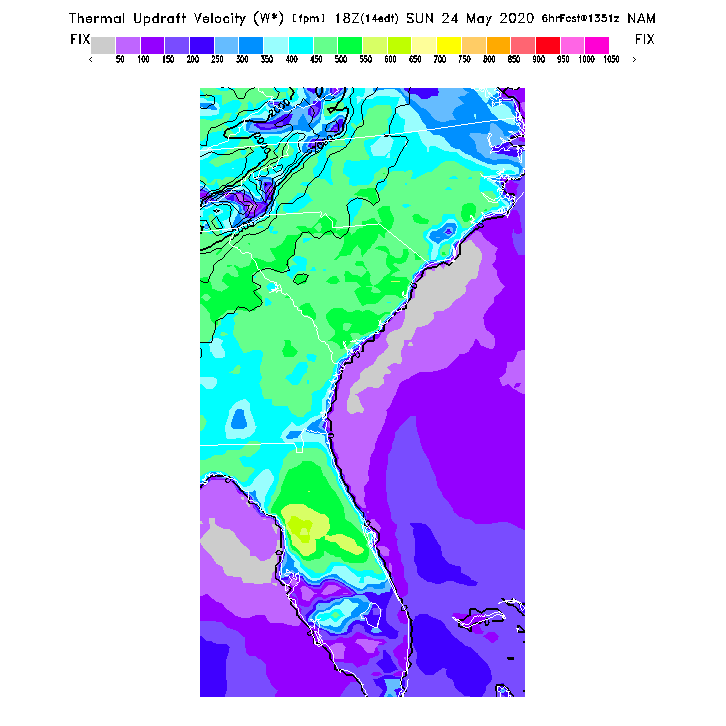 Thermal Updraft Velocity (W*) [fpm] 18Z(14edt) SUN 24 May 2020 6hrFcst@1351z NAM
FIX FIX
< 50 100 150 200 250 300 350 400 450 500 550 600 650 700 750 800 850 900 950 1000 1050 >
2000